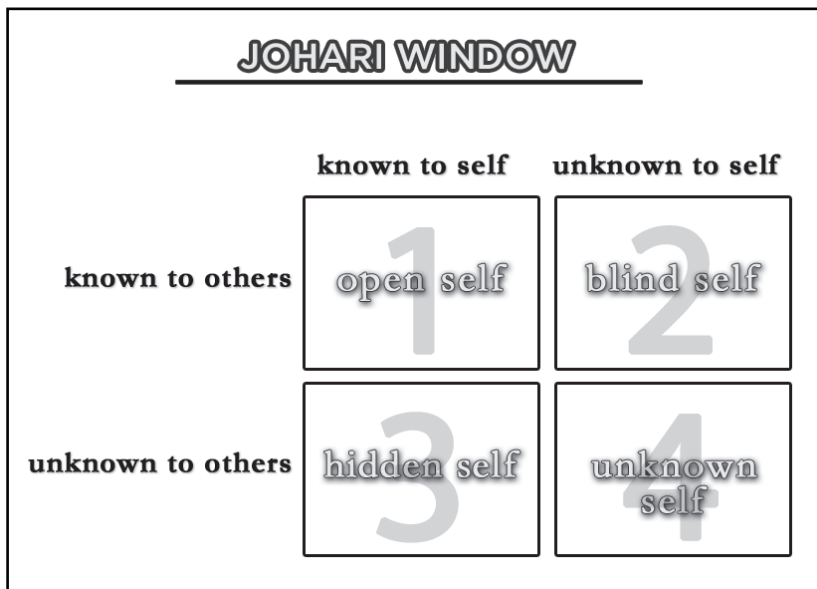 JOHARI WINDOW
known to self unknown to self
known to others
1
open self
2
blind self
unknown to others
3
hidden self
4
unknown
self